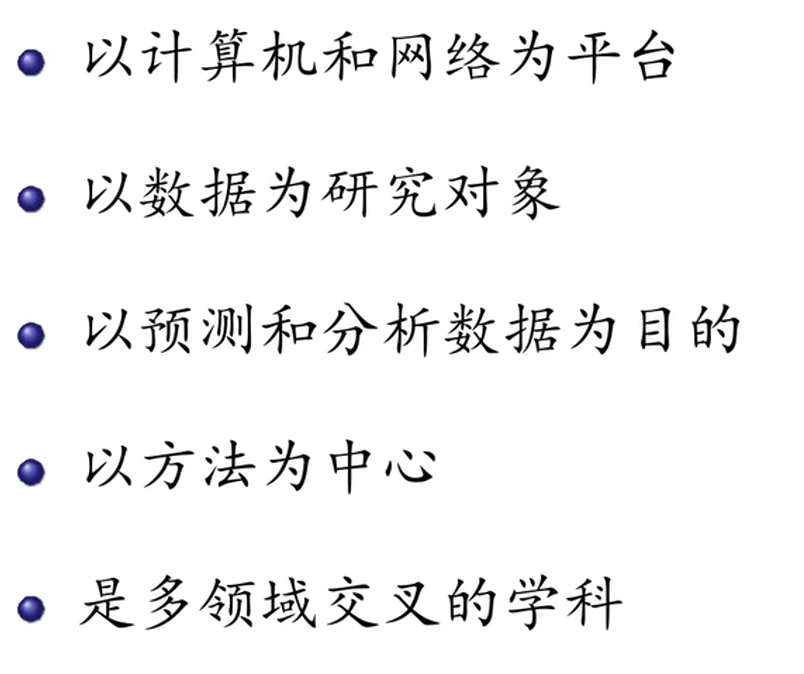 以计算机和网络为平台
以数据为研究对象
以预测和分析数据为目的
以方法为中心
是多领域交叉的学科